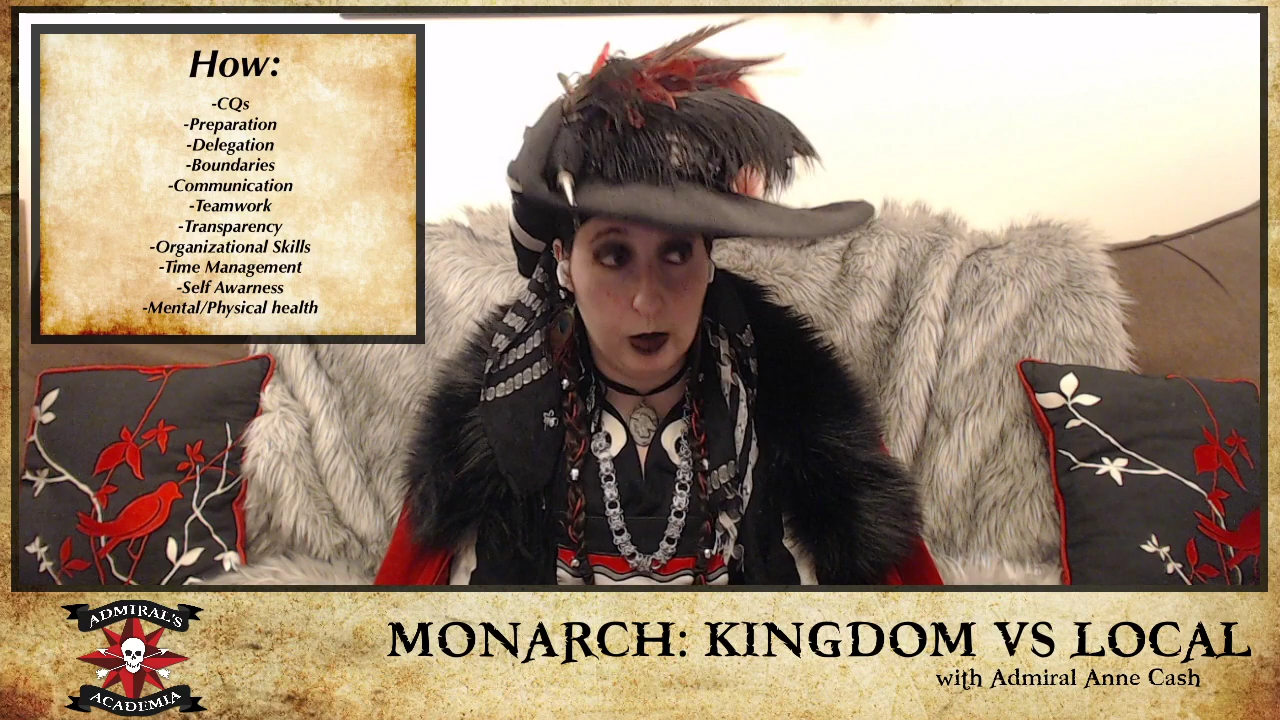 How:
-CQs
-Preparation
-Delegation
-Boundaries
-Communication
-Teamwork
-Transparency
-Organizational Skills
-Time Management
-Self Awarness
-Mental/Physical health
ADMIRAL'S
ACADEMIA
MONARCH: KINGDOM VS LOCAL
with Admiral Anne Cash